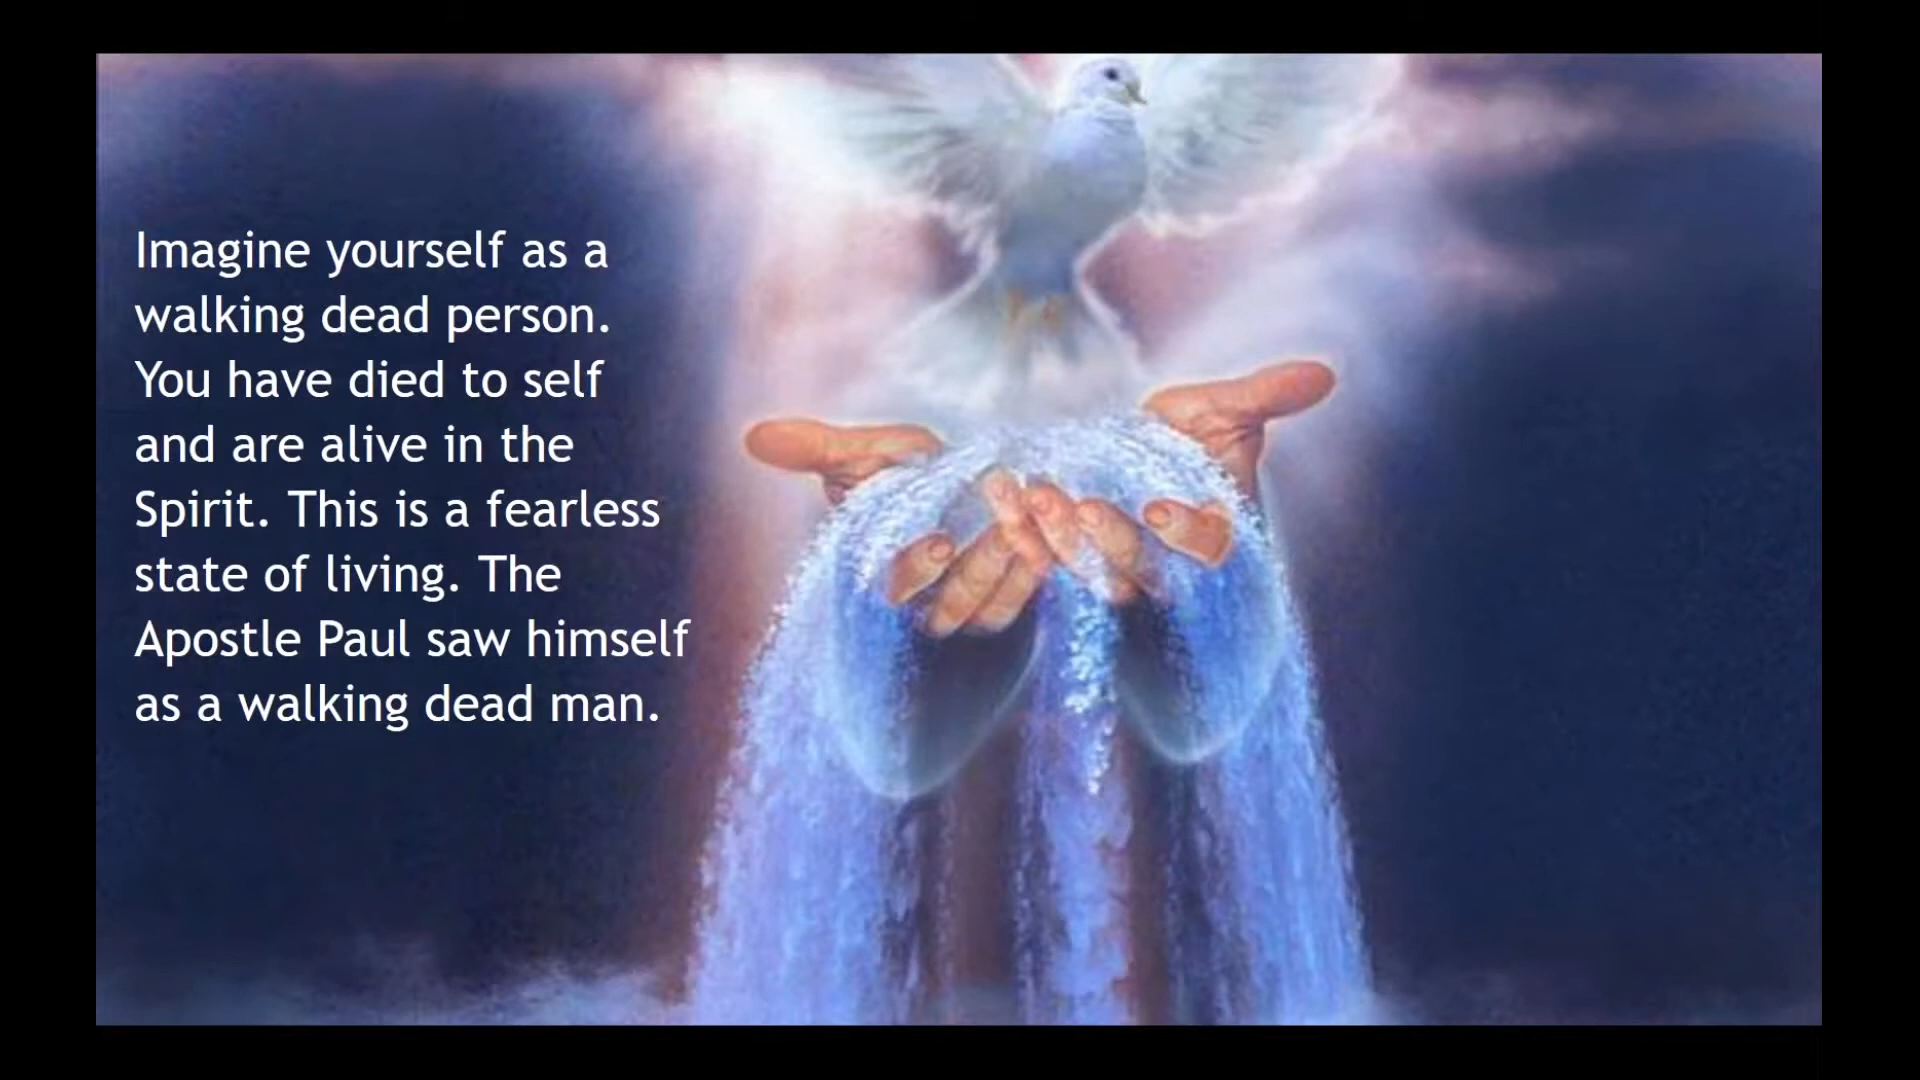 Imagine yourself as a
walking dead person.
You have died to self
and are alive in the
Spirit. This is a fearless
state of living. The
Apostle Paul saw himself
as a walking dead man.